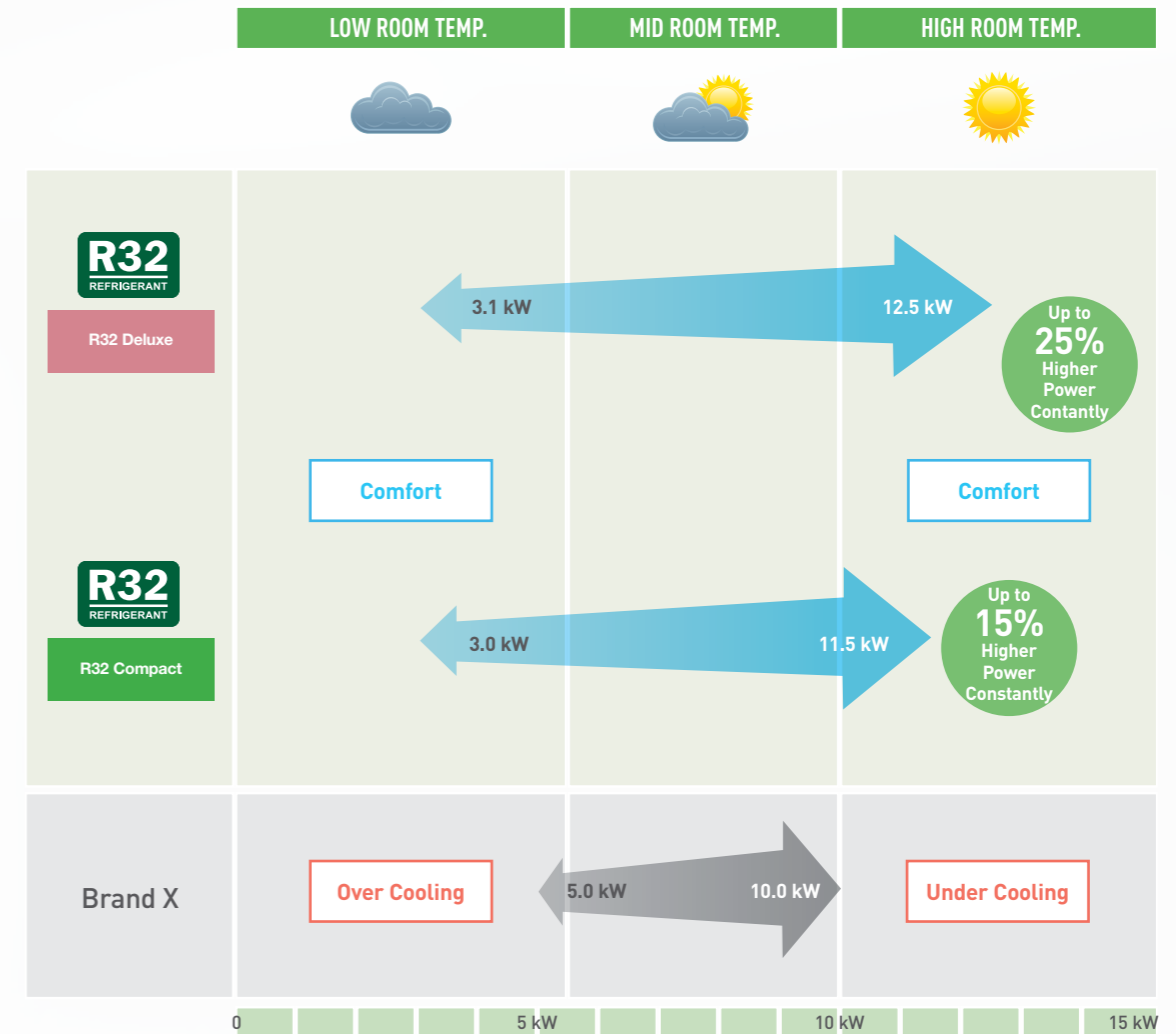 LOW ROOM TEMP.
MID ROOM TEMP.
HIGH ROOM TEMP.
R32
REFRIGERANT
R32 Deluxe
3.1 kW
12.5 kW
Up to
25%
Higher
Power
Contantly
Comfort
Comfort
R32
REFRIGERANT
R32 Compact
3.0 kW
11.5 kW
Up to
15%
Higher
Power
Constantly
Brand X
Over Cooling
5.0 kW
10.0 kW
Under Cooling
0
5 kW
10 kW
15 kW